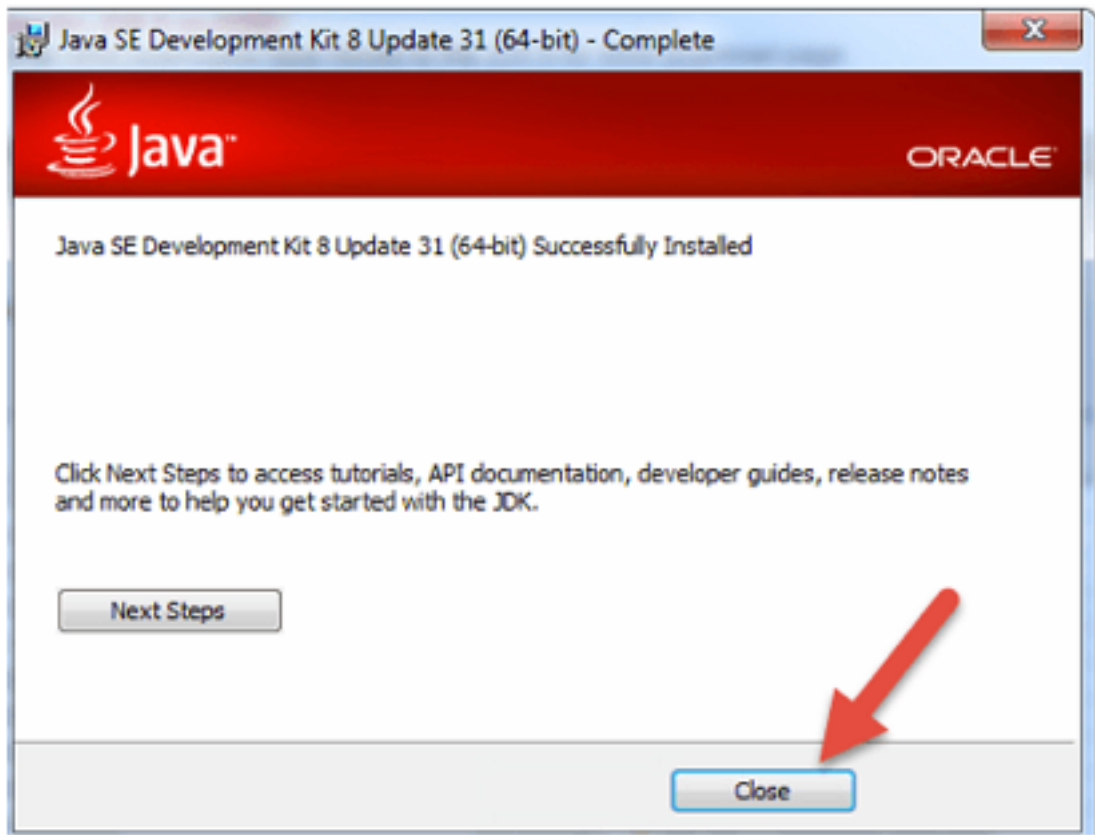 Java SE Development Kit 8 Update 31 (64-bit) - Complete
Java™
ORACLE®
Java SE Development Kit 8 Update 31 (64-bit) Successfully Installed
Click Next Steps to access tutorials, API documentation, developer guides, release notes
and more to help you get started with the JDK.
Next Steps
Close